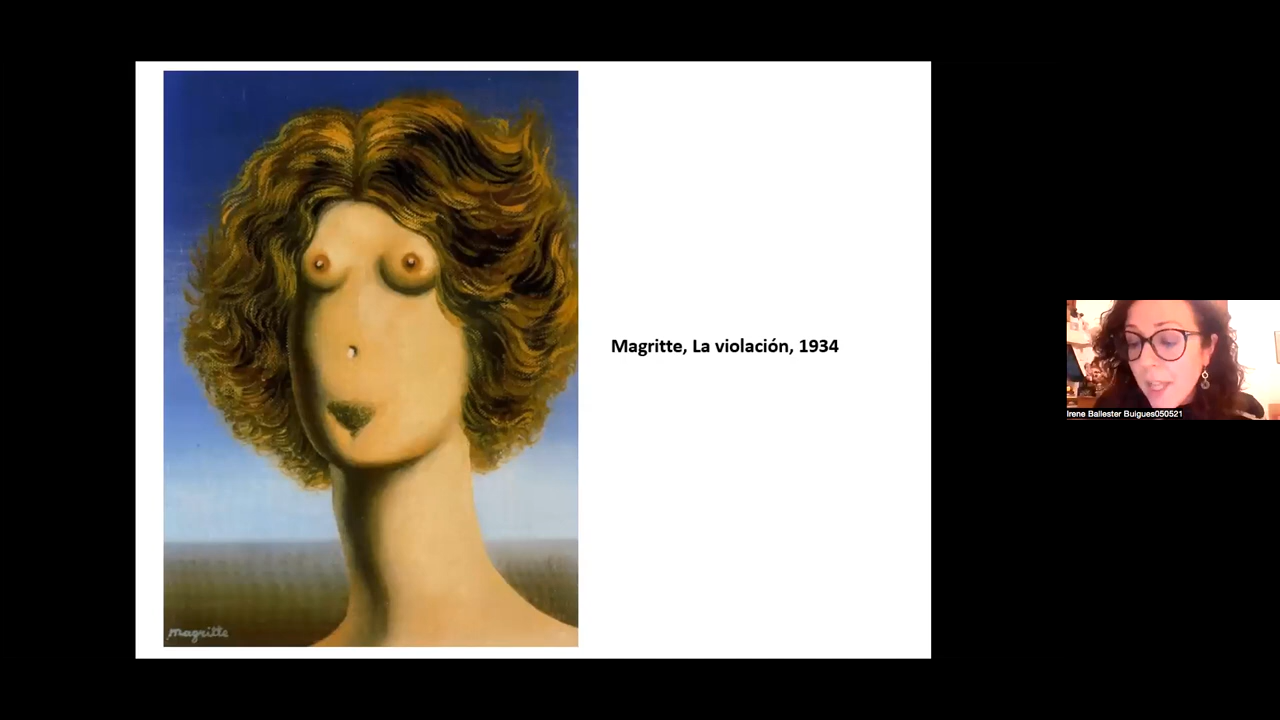 Magritte, La violación, 1934
Irene Ballester Buigues050521
magritte